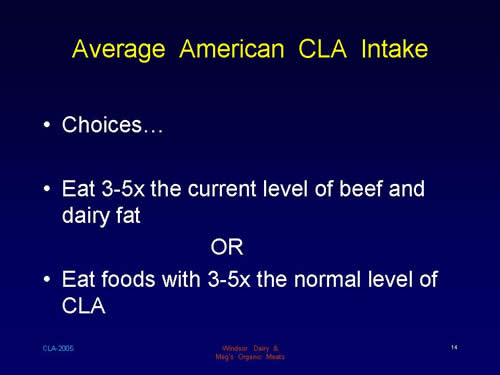 Average American CLA Intake
• Choices…
• Eat 3-5x the current level of beef and
dairy fat
OR
• Eat foods with 3-5x the normal level of
CLA
CLA-2005
Windsor Dairy &
Meg's Organic Meats
14